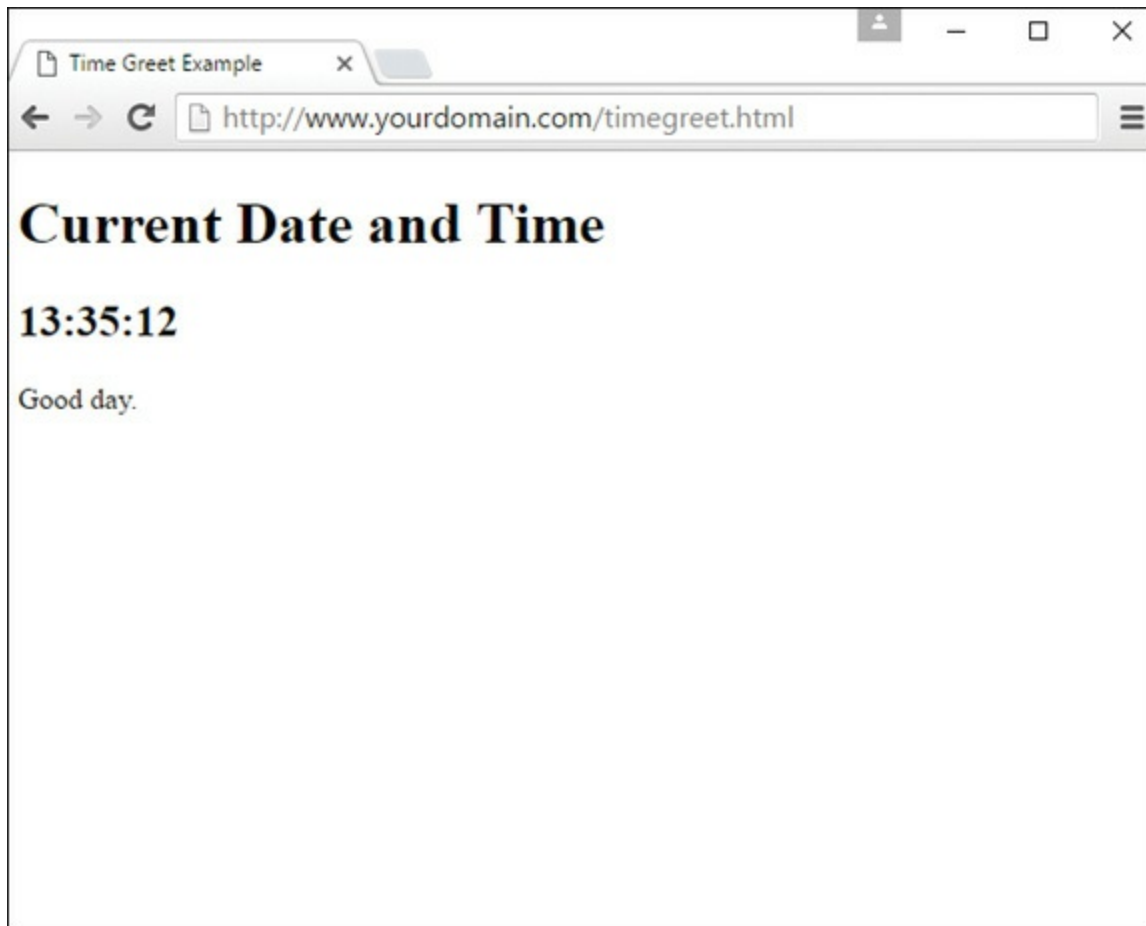 Time Greet Example
http://www.yourdomain.com/timegreet.html
Current Date and Time
13:35:12
Good day.